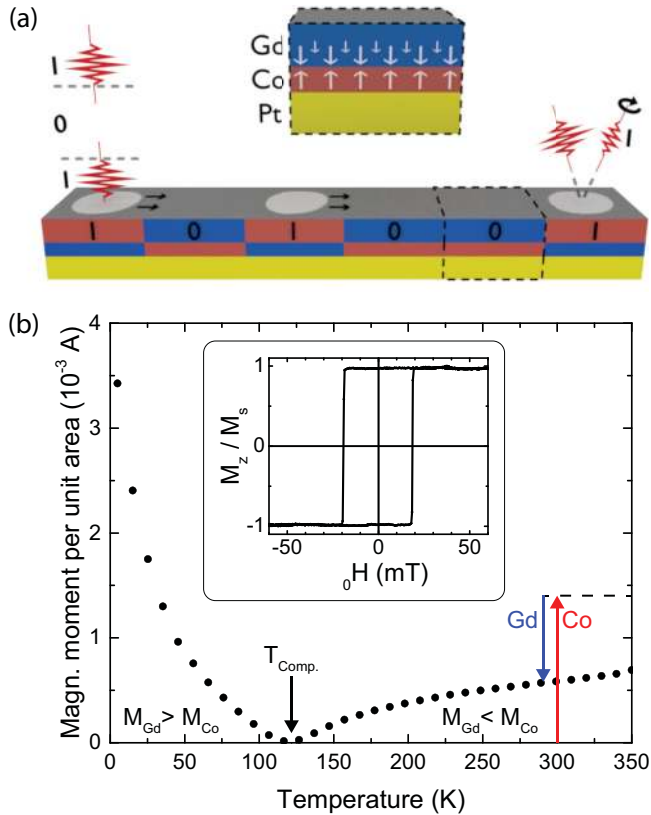 (a)
Gd
Co
Pt
1
0
1
1
1
0
1
0
0
1
(b)
Magn. moment per unit area (10⁻³ A)
4
3
2
1
0
M_z / M_s
1
0
-1
-50
0
50
₀H (mT)
T_Comp.
Gd
Co
M_Gd > M_Co
M_Gd < M_Co
0
50
100
150
200
250
300
350
Temperature (K)